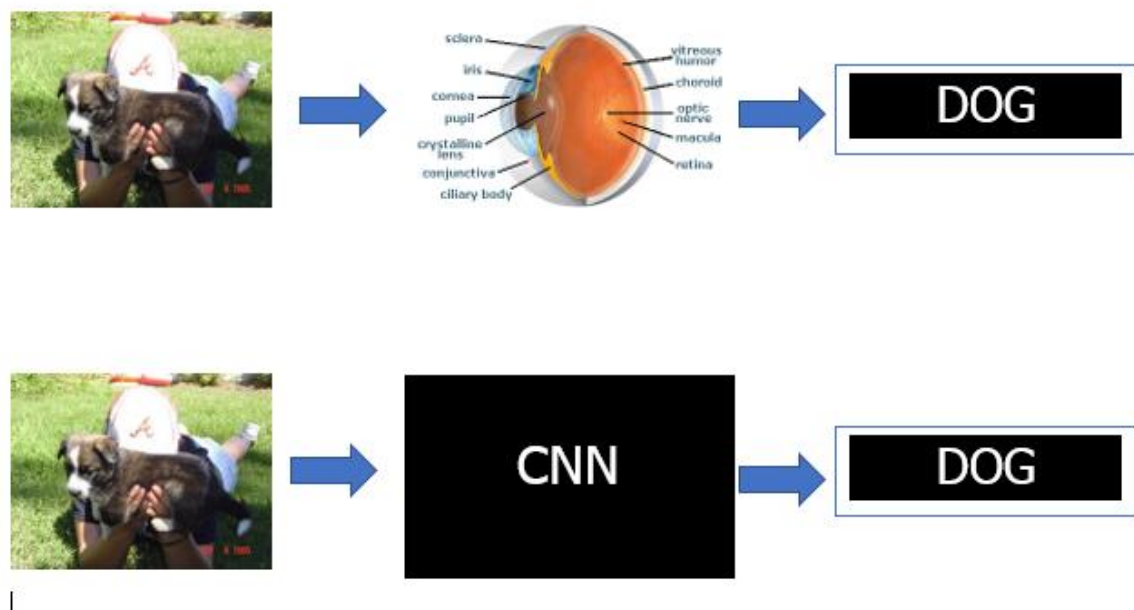 A
sclera
iris
cornea
pupil
crystalline
lens
conjunctiva
ciliary body
vitreous
humor
choroid
optic
nerve
macula
retina
DOG
A
CNN
DOG